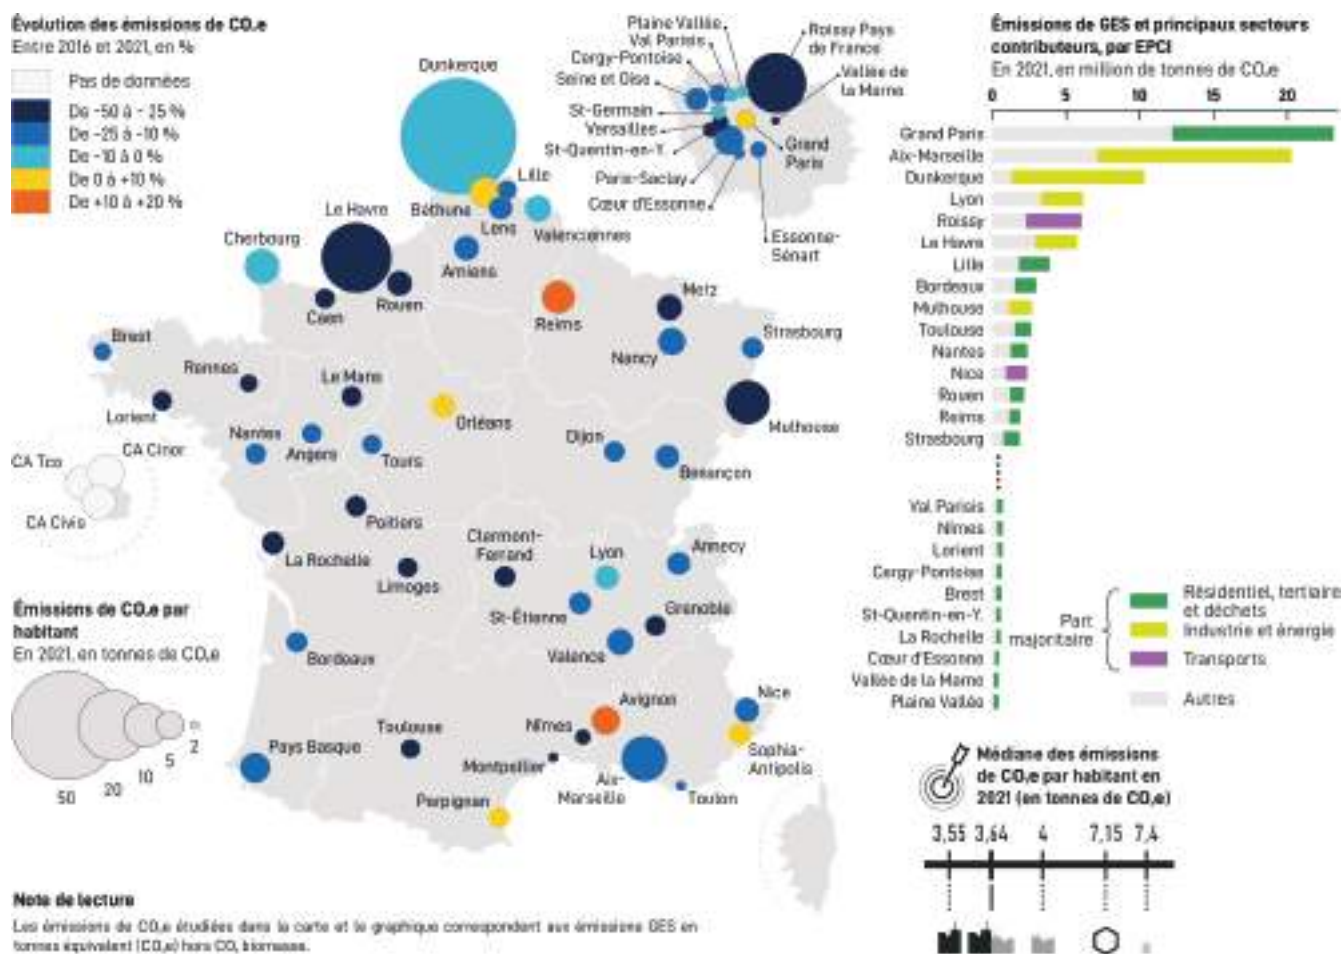 Évolution des émissions de CO₂e
Entre 2016 et 2021, en %
Pas de données
De -50 à - 25 %
De -25 à -10 %
De -10 à 0 %
De 0 à +10 %
De +10 à +20 %
Dunkerque
Lille
Béthune
Lens
Valenciennes
Le Havre
Cherbourg
Amiens
Rouen
Caen
Reims
Metz
Nancy
Strasbourg
Mulhouse
Brest
Rennes
Le Mans
Lorient
Orléans
Nantes
Angers
Tours
Dijon
Besançon
CA Tco
CA Cinor
CA Civis
Poitiers
La Rochelle
Limoges
Clermont-
Ferrand
Lyon
Annecy
St-Étienne
Grenoble
Valence
Bordeaux
Avignon
Nice
Nîmes
Toulouse
Pays Basque
Montpellier
Aix-
Marseille
Sophia-
Antipolis
Toulon
Perpignan
Plaine Vallée
Val Parisis
Cergy-Pontoise
Seine et Oise
St-Germain
Versailles
St-Quentin-en-Y.
Paris-Saclay
Cœur d'Essonne
Roissy Pays
de France
Vallée de
la Marne
Grand
Paris
Essonne-
Sénart
Émissions de CO₂e par
habitant
En 2021, en tonnes de CO₂e
50
20
10
5
2
Émissions de GES et principaux secteurs
contributeurs, par EPCI
En 2021, en million de tonnes de CO₂e
0 5 10 15 20
Grand Paris
Aix-Marseille
Dunkerque
Lyon
Roissy
Le Havre
Lille
Bordeaux
Mulhouse
Toulouse
Nantes
Nice
Rouen
Reims
Strasbourg
Val Parisis
Nîmes
Lorient
Cergy-Pontoise
Brest
St-Quentin-en-Y.
La Rochelle
Cœur d'Essonne
Vallée de la Marne
Plaine Vallée
Part
majoritaire
Résidentiel, tertiaire
et déchets
Industrie et énergie
Transports
Autres
Médiane des émissions
de CO₂e par habitant en
2021 (en tonnes de CO₂e)
3,55 3,64 4 7,15 7,4
Note de lecture
Les émissions de CO₂e étudiées dans la carte et le graphique correspondent aux émissions GES en
tonnes équivalent (CO₂e) hors CO₂ biomasse.